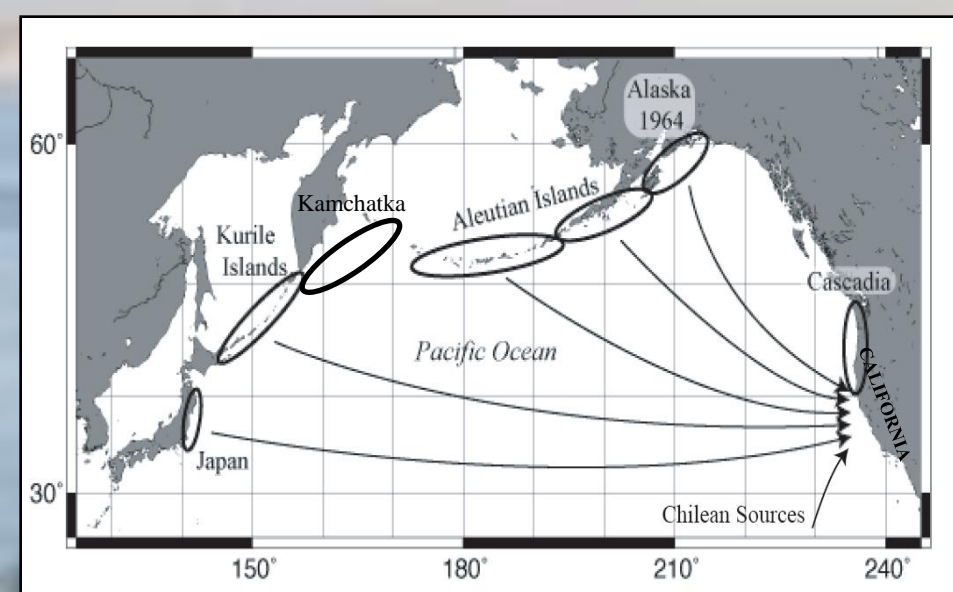 Alaska
1964
60°
Kamchatka
Aleutian Islands
Kurile
Islands
Cascadia
Pacific Ocean
CALIFORNIA
Japan
30°
Chilean Sources
150°
180°
210°
240°